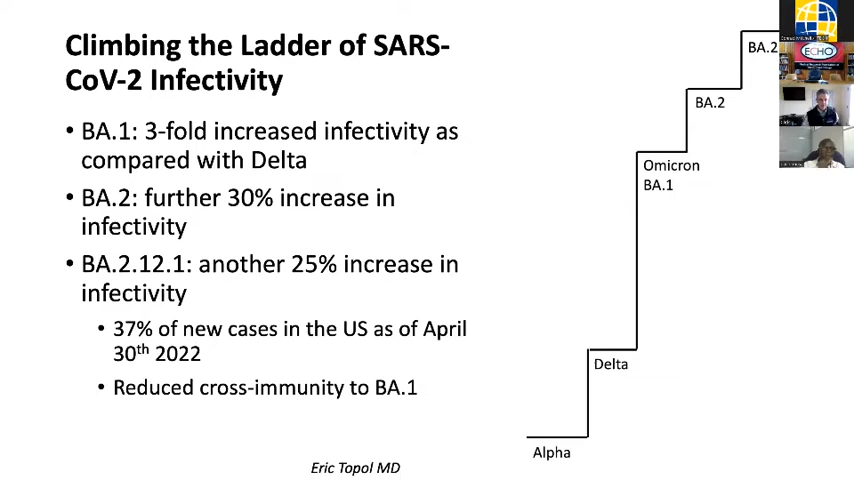 Climbing the Ladder of SARS-
CoV-2 Infectivity
• BA.1: 3-fold increased infectivity as
compared with Delta
• BA.2: further 30% increase in
infectivity
• BA.2.12.1: another 25% increase in
infectivity
• 37% of new cases in the US as of April
30th 2022
• Reduced cross-immunity to BA.1
Eric Topol MD
BA.2
BA.2
Omicron
BA.1
Delta
Alpha
ECHO